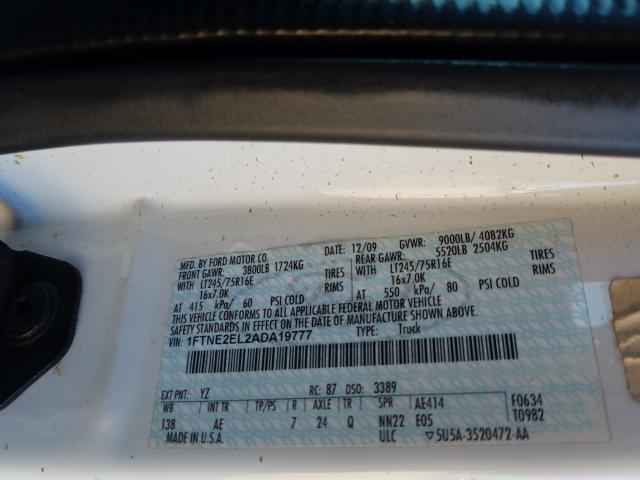 MFD. BY FORD MOTOR CO. 12/09 GVWR: 9000LB/ 4082KG
FRONT GAWR: 3800LB 1724KG REAR GAWR: 5520LB 2504KG
WITH LT245/75R16E TIRES WITH LT245/75R16E TIRES
16x7.0K RIMS 16x7.0K RIMS
AT 415 kPa/ 60 PSI COLD AT 550 kPa/ 80 PSI COLD
THIS VEHICLE CONFORMS TO ALL APPLICABLE FEDERAL MOTOR VEHICLE
SAFETY STANDARDS IN EFFECT ON THE DATE OF MANUFACTURE SHOWN ABOVE.
VIN: 1FTNE2EL2ADA19777 TYPE: Truck
EXT PNT: YZ RC: 87 DSO: 3389
WB INT TR TP/PS R AXLE TR SPR AE414 F0634
138 AE 7 24 Q NN22 E05 T0982
MADE IN U.S.A. ULC ▽5U5A-3520472-AA